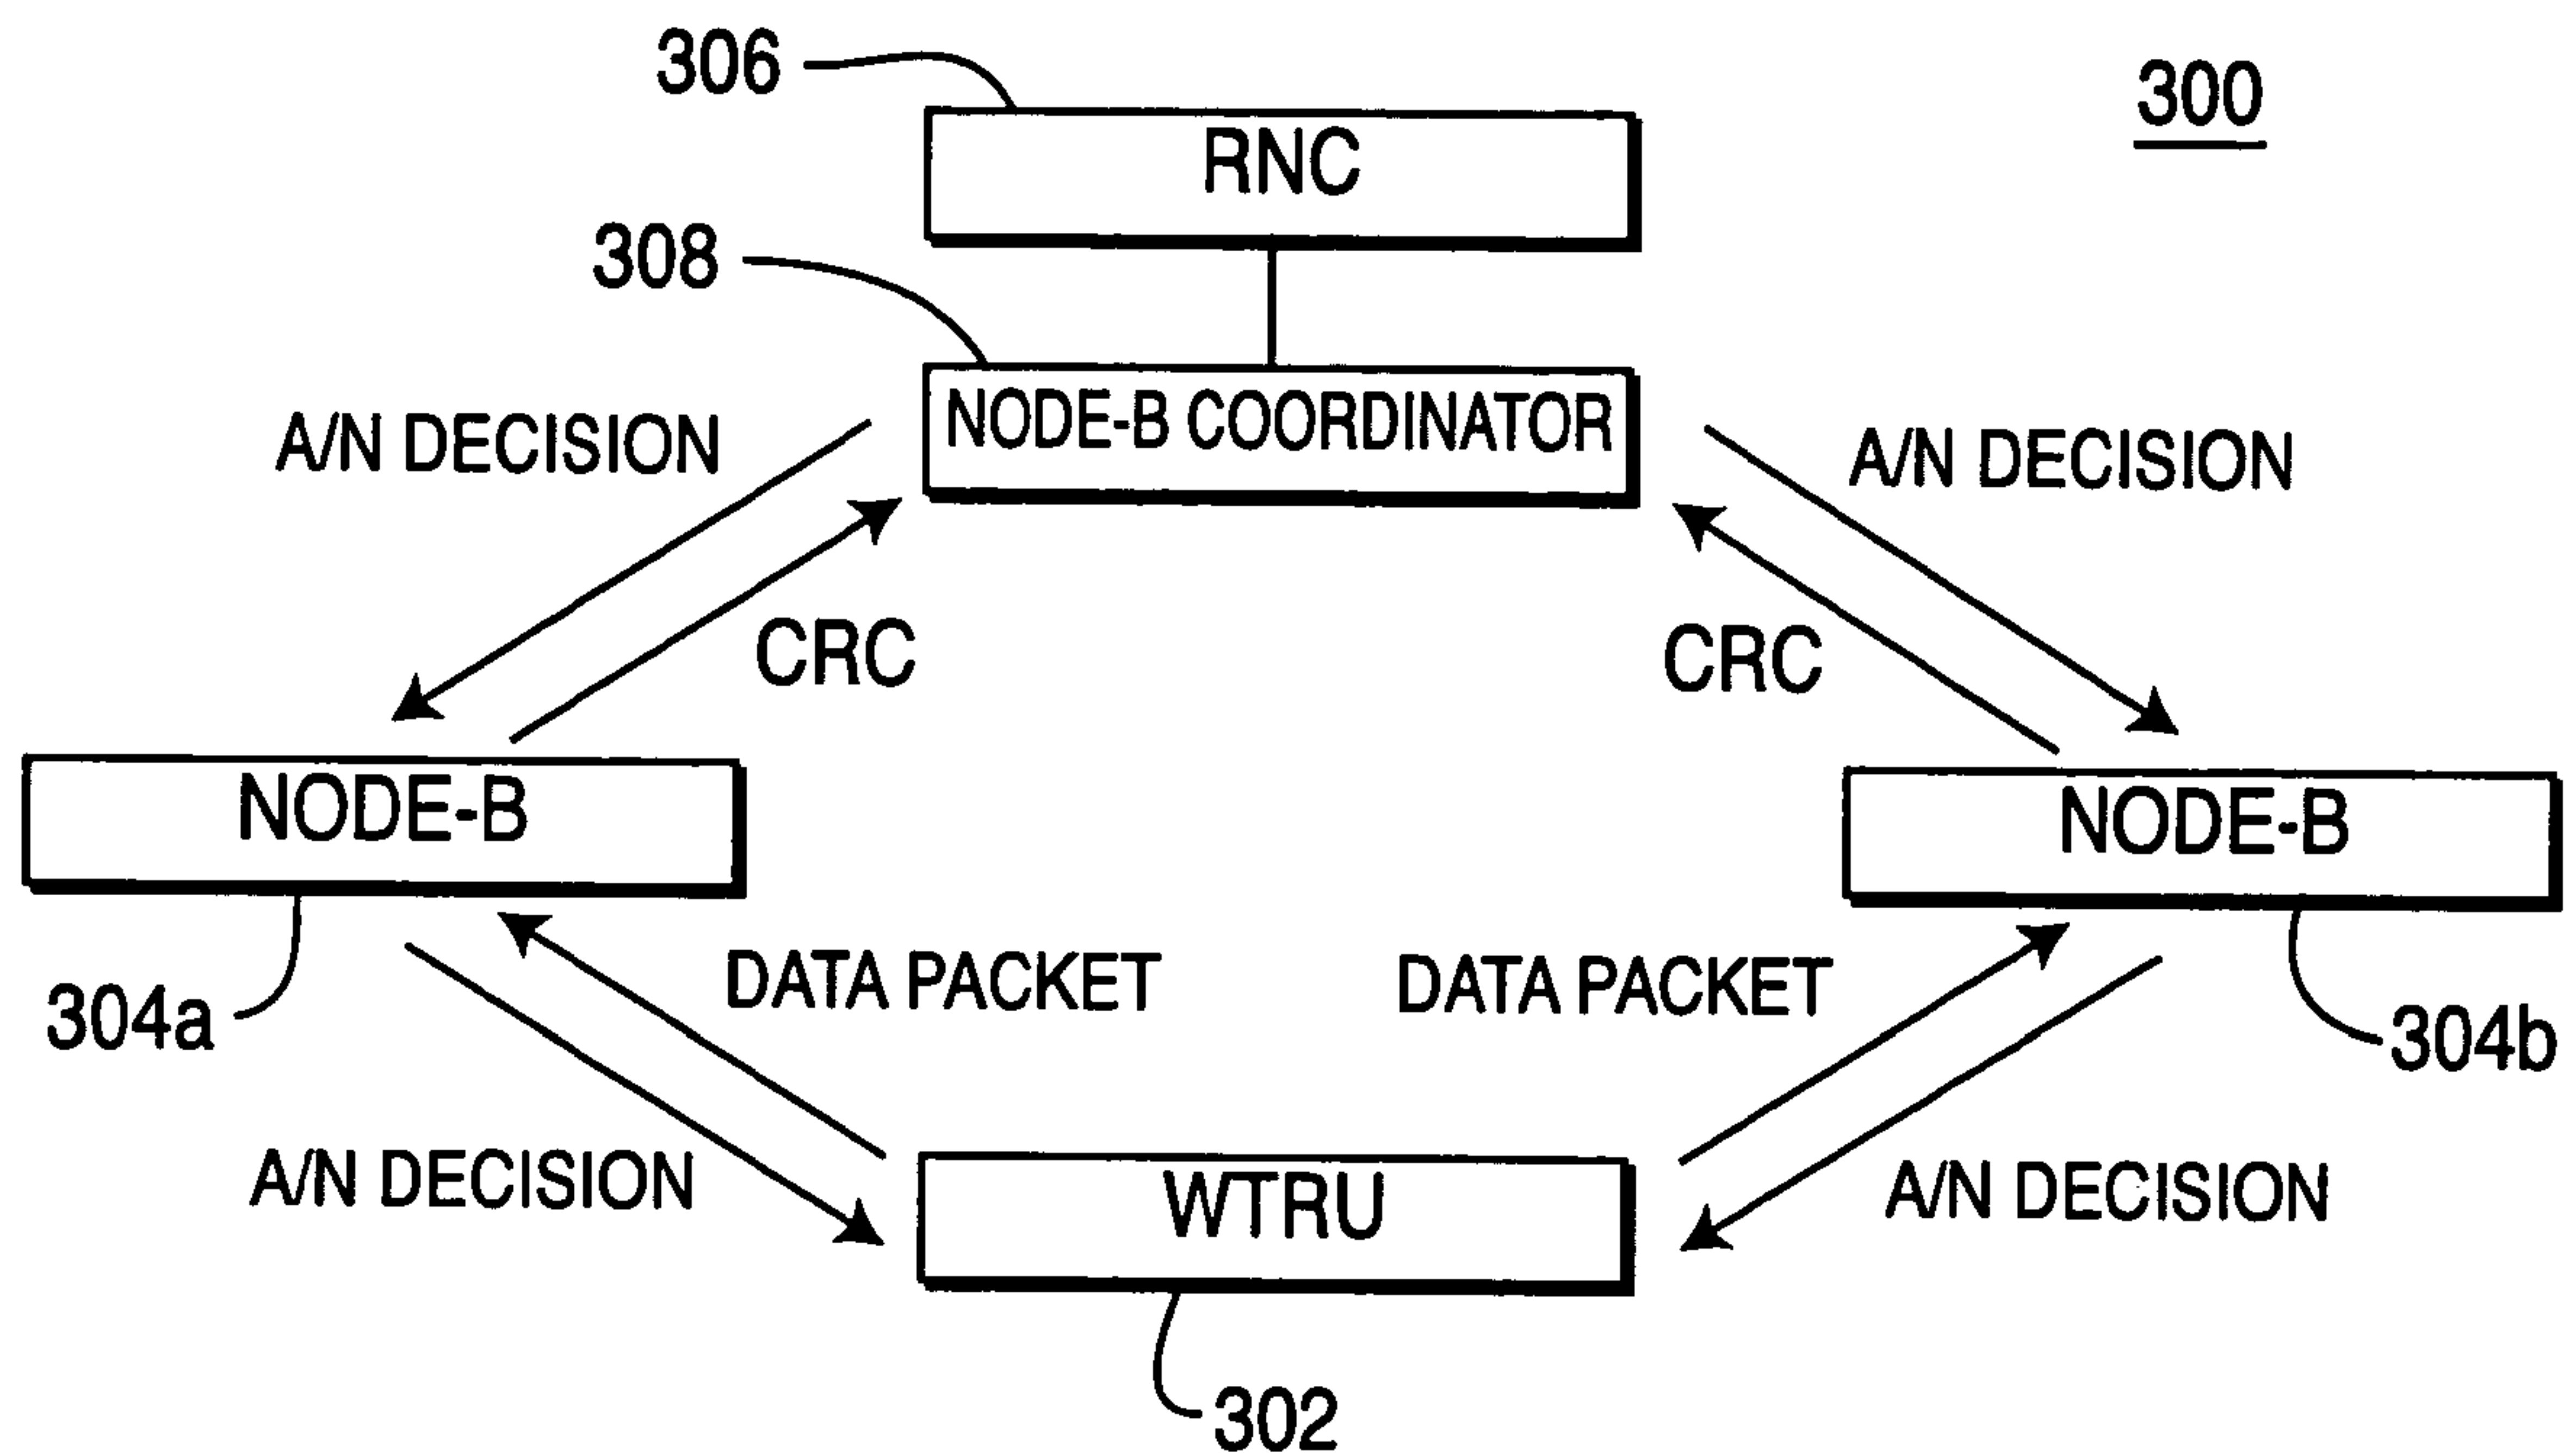 306
300
RNC
308
NODE-B COORDINATOR
A/N DECISION
A/N DECISION
CRC
CRC
NODE-B
NODE-B
304a
DATA PACKET
DATA PACKET
304b
A/N DECISION
WTRU
A/N DECISION
302